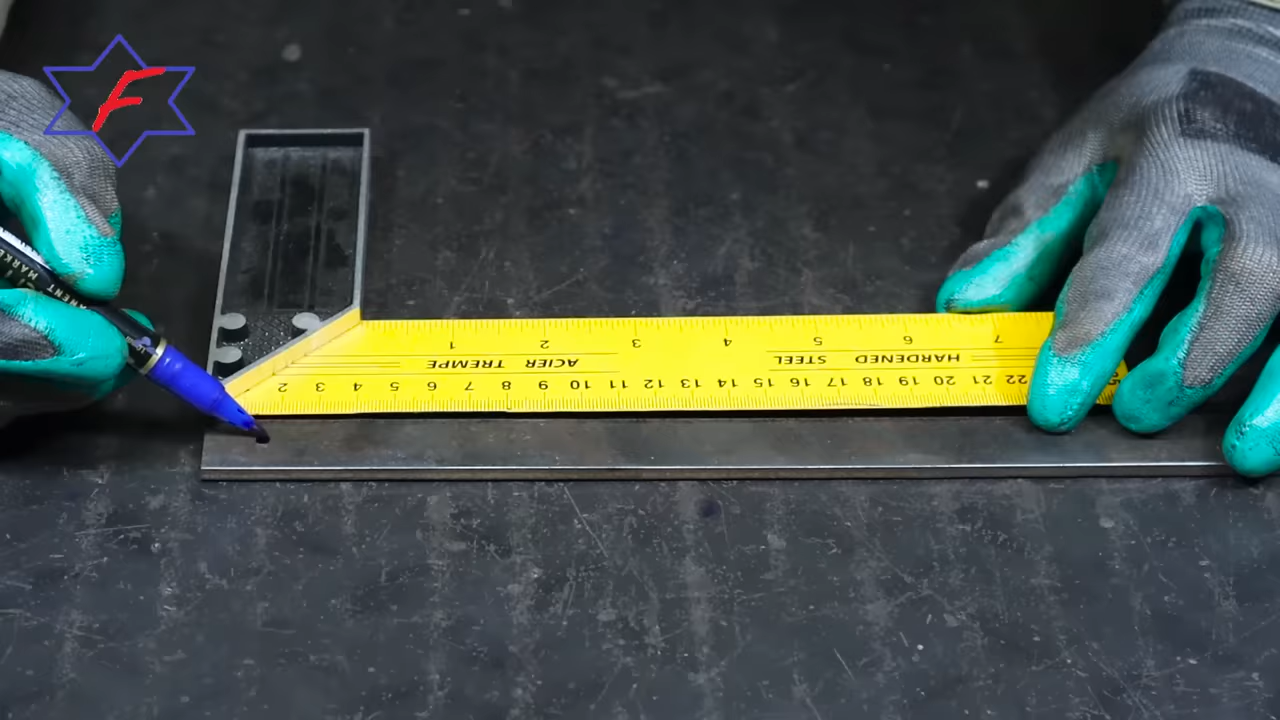 F
1 2 3 4 5 6 7
ACIER TREMPE HARDENED STEEL
2 3 4 5 6 7 8 9 10 11 12 13 14 15 16 17 18 19 20 21 22 25